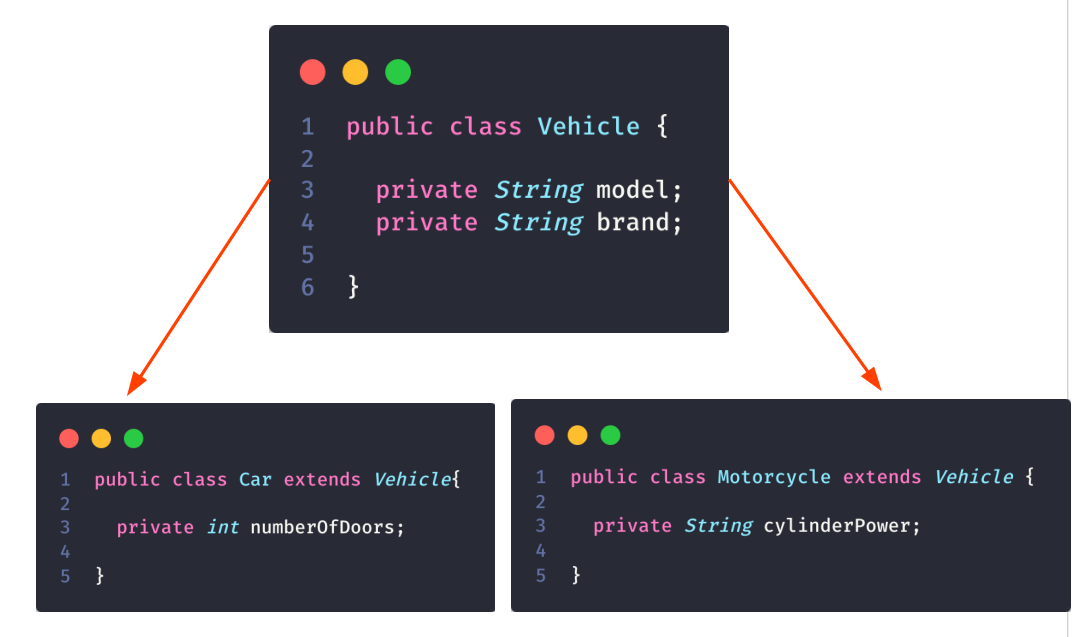 1 public class Vehicle {
2
3 private String model;
4 private String brand;
5
6 }
1 public class Car extends Vehicle{
2
3 private int numberOfDoors;
4
5 }
1 public class Motorcycle extends Vehicle {
2
3 private String cylinderPower;
4
5 }